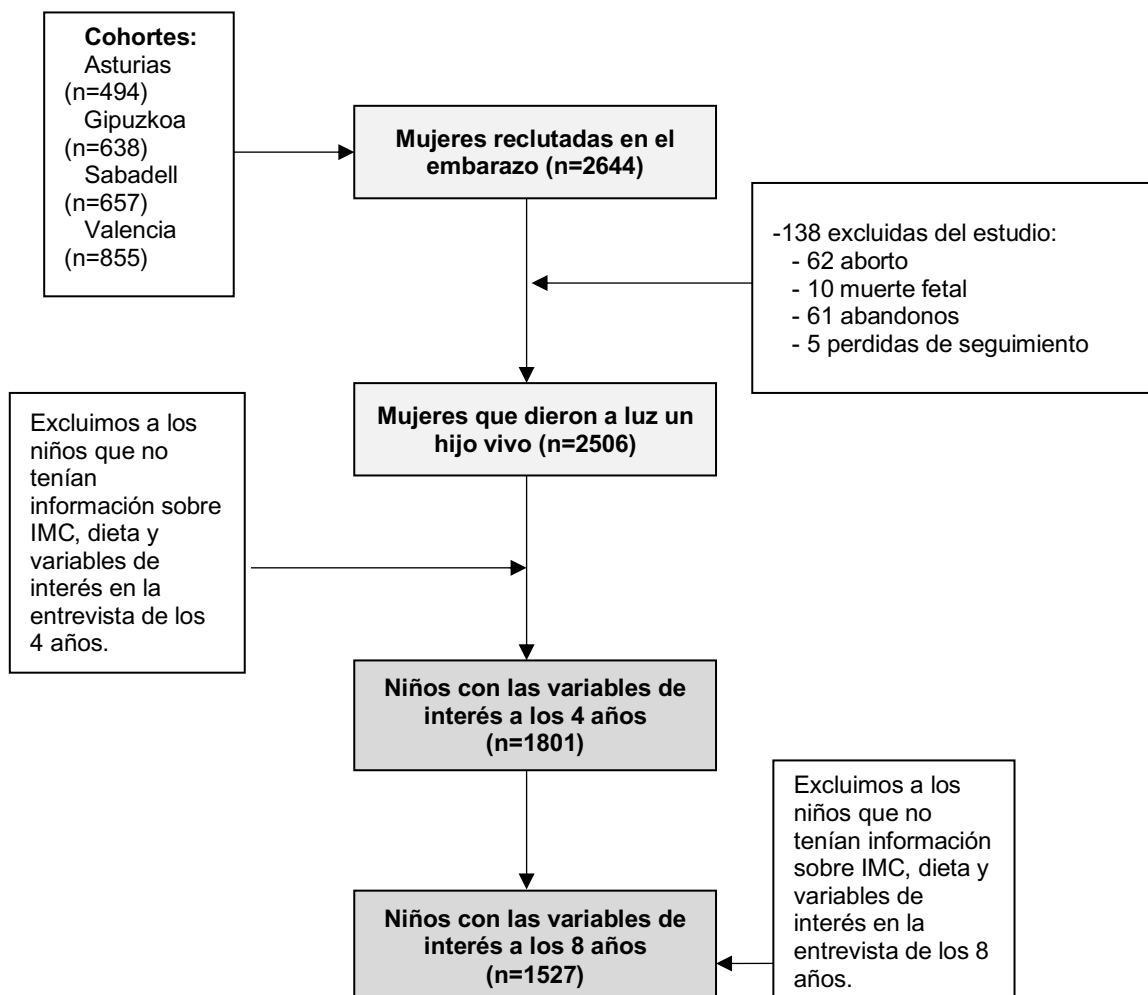 Cohortes:
Asturias
(n=494)
Gipuzkoa
(n=638)
Sabadell
(n=657)
Valencia
(n=855)
Mujeres reclutadas en el
embarazo (n=2644)
-138 excluidas del estudio:
- 62 aborto
- 10 muerte fetal
- 61 abandonos
- 5 perdidas de seguimiento
Mujeres que dieron a luz un
hijo vivo (n=2506)
Excluimos a los
niños que no
tenían
información sobre
IMC, dieta y
variables de
interés en la
entrevista de los
4 años.
Niños con las variables de
interés a los 4 años
(n=1801)
Excluimos a los
niños que no
tenían información
sobre IMC, dieta y
variables de
interés en la
entrevista de los 8
años.
Niños con las variables de
interés a los 8 años
(n=1527)